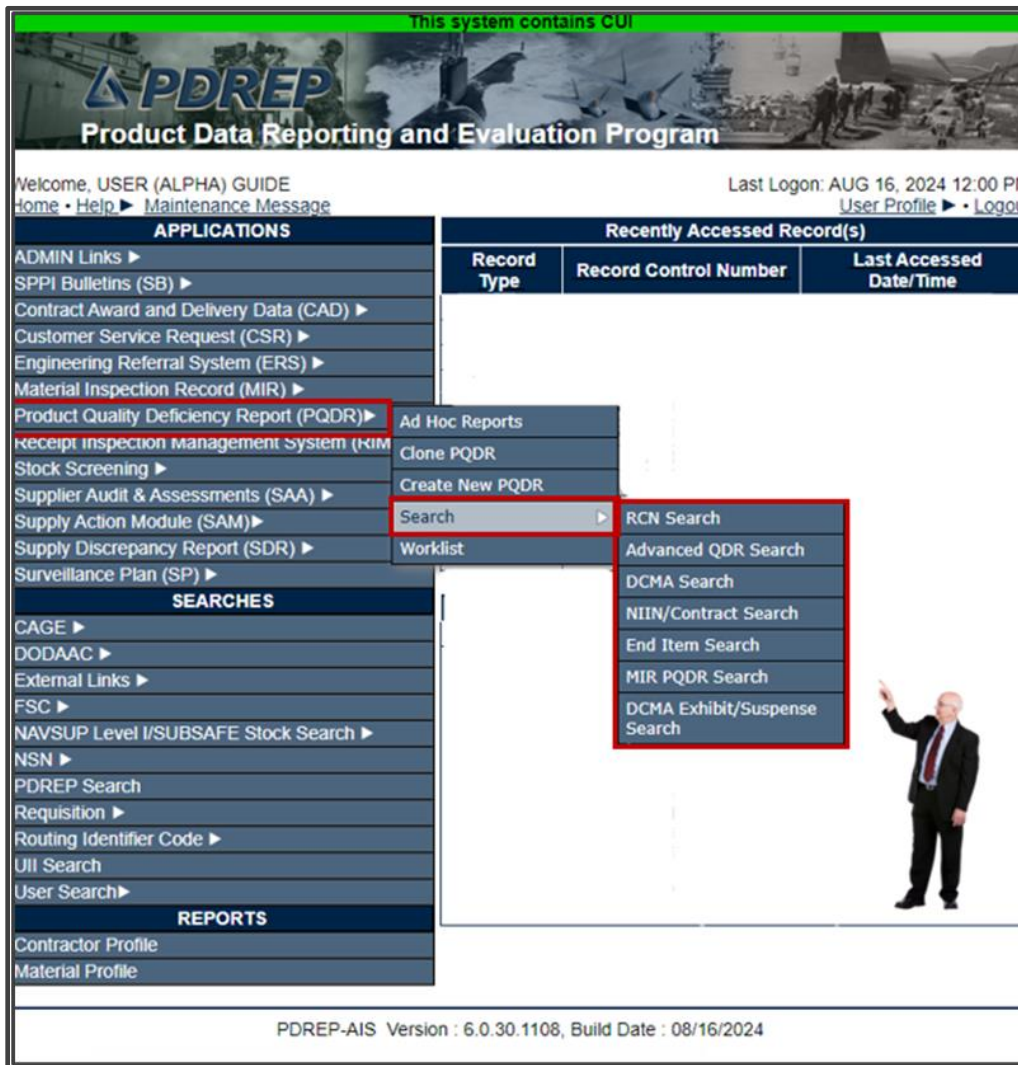 This system contains CUI
PDREP
Product Data Reporting and Evaluation Program
Welcome, USER (ALPHA) GUIDE
Last Logon: AUG 16, 2024 12:00 PM
Home • Help ▶ Maintenance Message
User Profile ▶ • Logout
APPLICATIONS
ADMIN Links ▶
SPPI Bulletins (SB) ▶
Contract Award and Delivery Data (CAD) ▶
Customer Service Request (CSR) ▶
Engineering Referral System (ERS) ▶
Material Inspection Record (MIR) ▶
Product Quality Deficiency Report (PQDR)▶
Receipt Inspection Management System (RIM
Stock Screening ▶
Supplier Audit & Assessments (SAA) ▶
Supply Action Module (SAM)▶
Supply Discrepancy Report (SDR) ▶
Surveillance Plan (SP) ▶
SEARCHES
CAGE ▶
DODAAC ▶
External Links ▶
FSC ▶
NAVSUP Level I/SUBSAFE Stock Search ▶
NSN ▶
PDREP Search
Requisition ▶
Routing Identifier Code ▶
UII Search
User Search▶
REPORTS
Contractor Profile
Material Profile
Ad Hoc Reports
Clone PQDR
Create New PQDR
Search
Worklist
RCN Search
Advanced QDR Search
DCMA Search
NIIN/Contract Search
End Item Search
MIR PQDR Search
DCMA Exhibit/Suspense
Search
Recently Accessed Record(s)
Record
Type
Record Control Number
Last Accessed
Date/Time
PDREP-AIS Version : 6.0.30.1108, Build Date : 08/16/2024